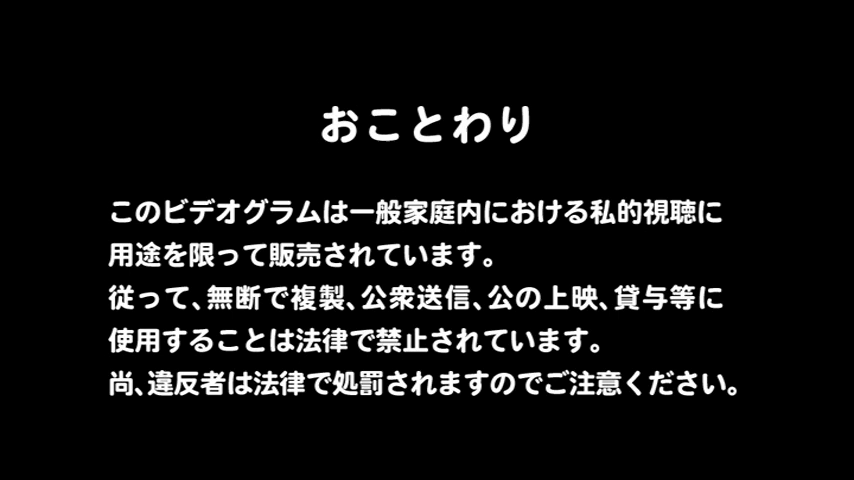 おことわり
このビデオグラムは一般家庭内における私的視聴に
用途を限って販売されています。
従って、無断で複製、公衆送信、公の上映、貸与等に
使用することは法律で禁止されています。
尚、違反者は法律で処罰されますのでご注意ください。